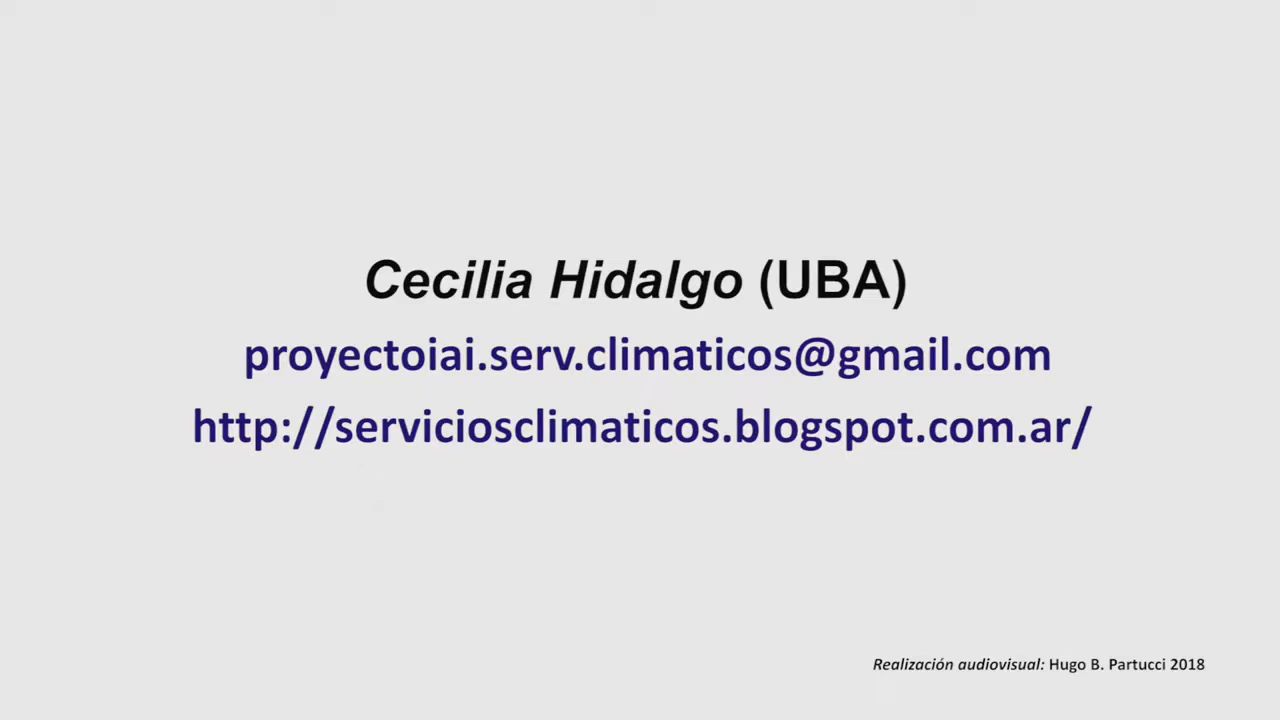 Cecilia Hidalgo (UBA)
proyectoiai.serv.climaticos@gmail.com
http://serviciosclimaticos.blogspot.com.ar/
Realización audiovisual: Hugo B. Partucci 2018